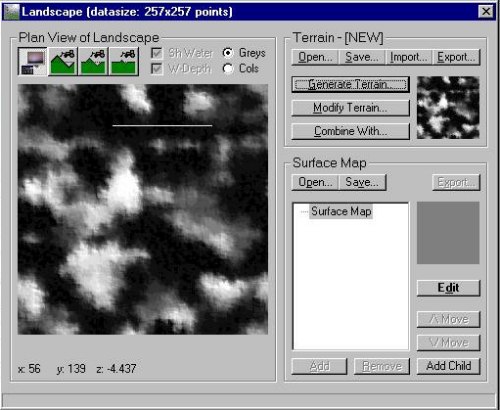 Landscape (datasize: 257x257 points)
Plan View of Landscape
Sh Water
W-Depth
Greys
Cols
x: 56 y: 139 z: -4.437
Terrain - [NEW]
Open... Save... Import... Export...
Generate Terrain...
Modify Terrain...
Combine With...
Surface Map
Open... Save... Export...
Surface Map
Edit
/\ Move
\/ Move
Add Remove Add Child